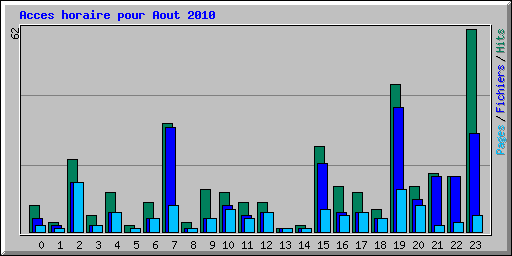 Acces horaire pour Aout 2010
62
Pages / Fichiers / Hits
0 1 2 3 4 5 6 7 8 9 10 11 12 13 14 15 16 17 18 19 20 21 22 23